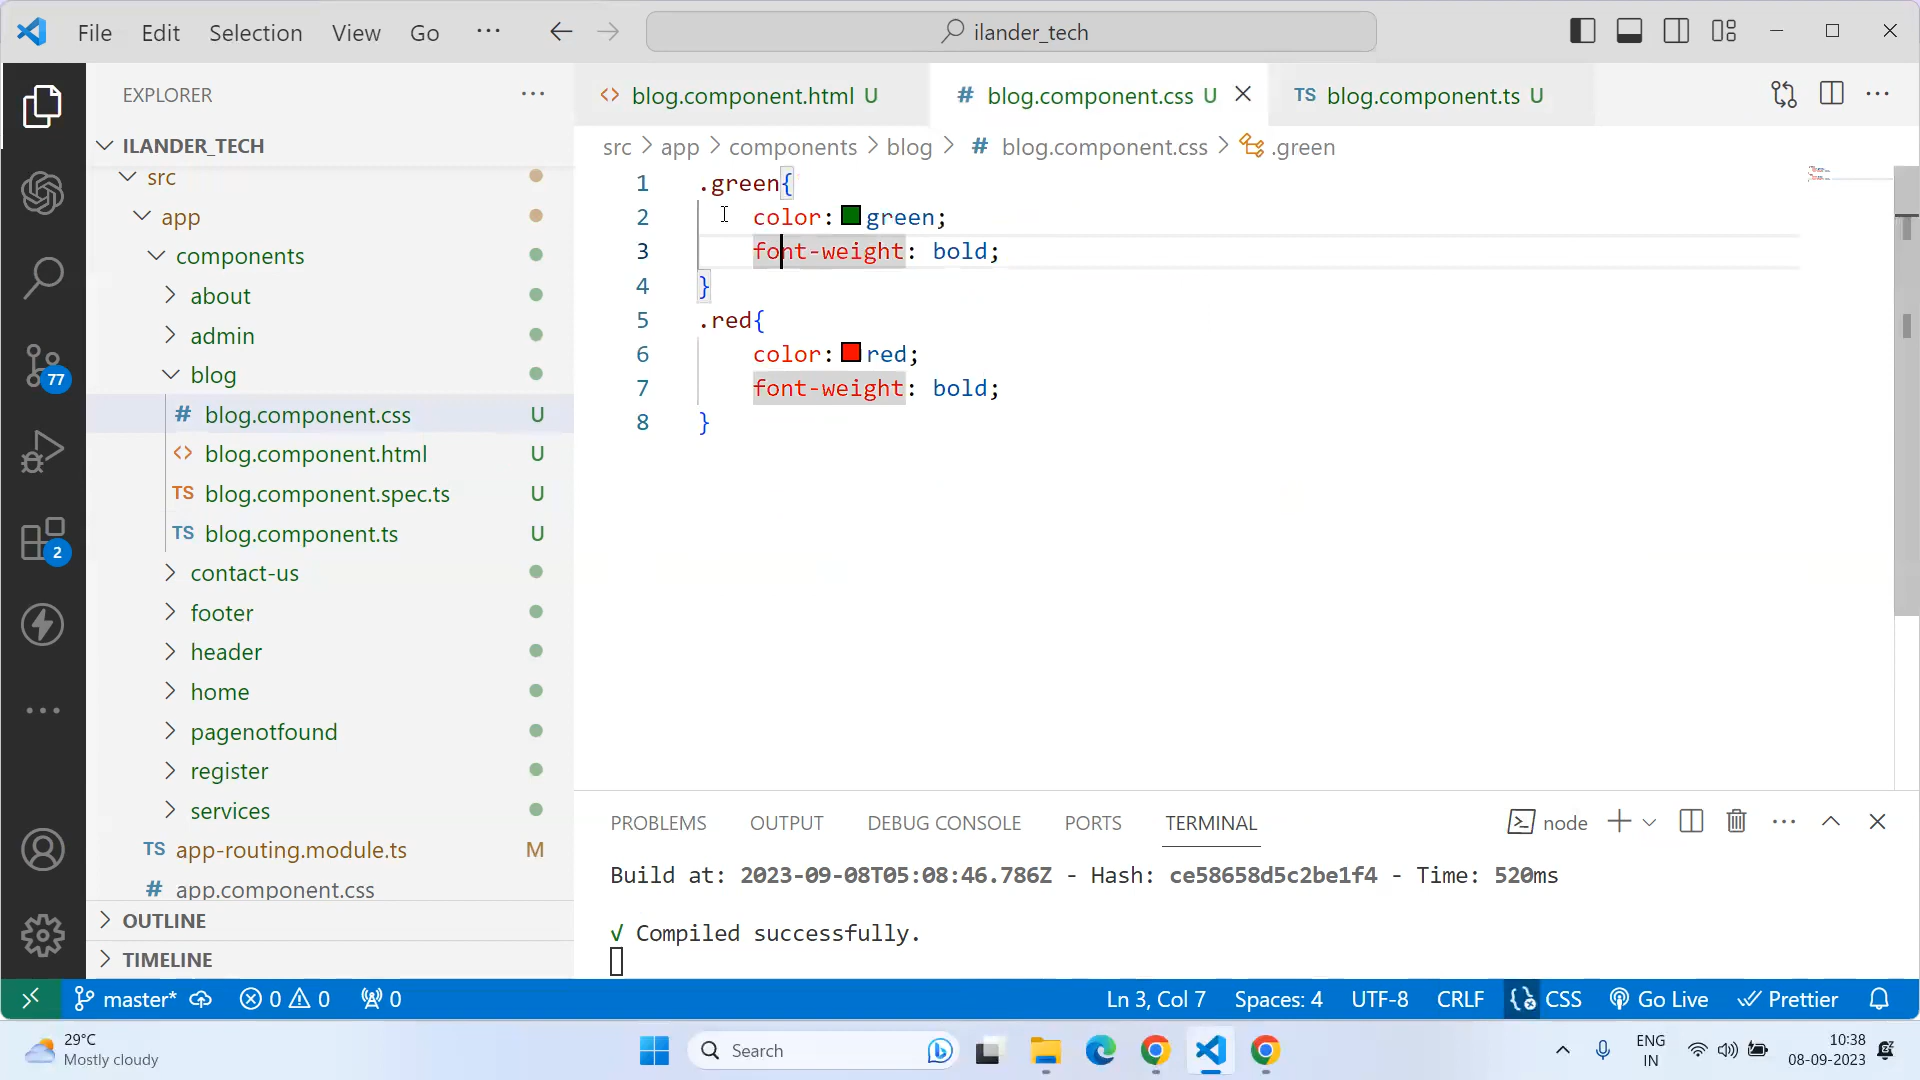 File Edit Selection View Go ··· ilander_tech
EXPLORER ···
ILANDER_TECH
src
app
components
about
admin
blog
# blog.component.css U
<> blog.component.html U
TS blog.component.spec.ts U
TS blog.component.ts U
contact-us
footer
header
home
pagenotfound
register
services
TS app-routing.module.ts M
# app.component.css
OUTLINE
TIMELINE
77
2
<> blog.component.html U # blog.component.css U TS blog.component.ts U
src > app > components > blog > # blog.component.css > .green
1 .green{
2 color: green;
3 font-weight: bold;
4 }
5 .red{
6 color: red;
7 font-weight: bold;
8 }
PROBLEMS OUTPUT DEBUG CONSOLE PORTS TERMINAL node
Build at: 2023-09-08T05:08:46.786Z - Hash: ce58658d5c2be1f4 - Time: 520ms
√ Compiled successfully.
master* 0 0 0 Ln 3, Col 7 Spaces: 4 UTF-8 CRLF CSS Go Live Prettier
29°C
Mostly cloudy
Search
ENG
IN
10:38
08-09-2023